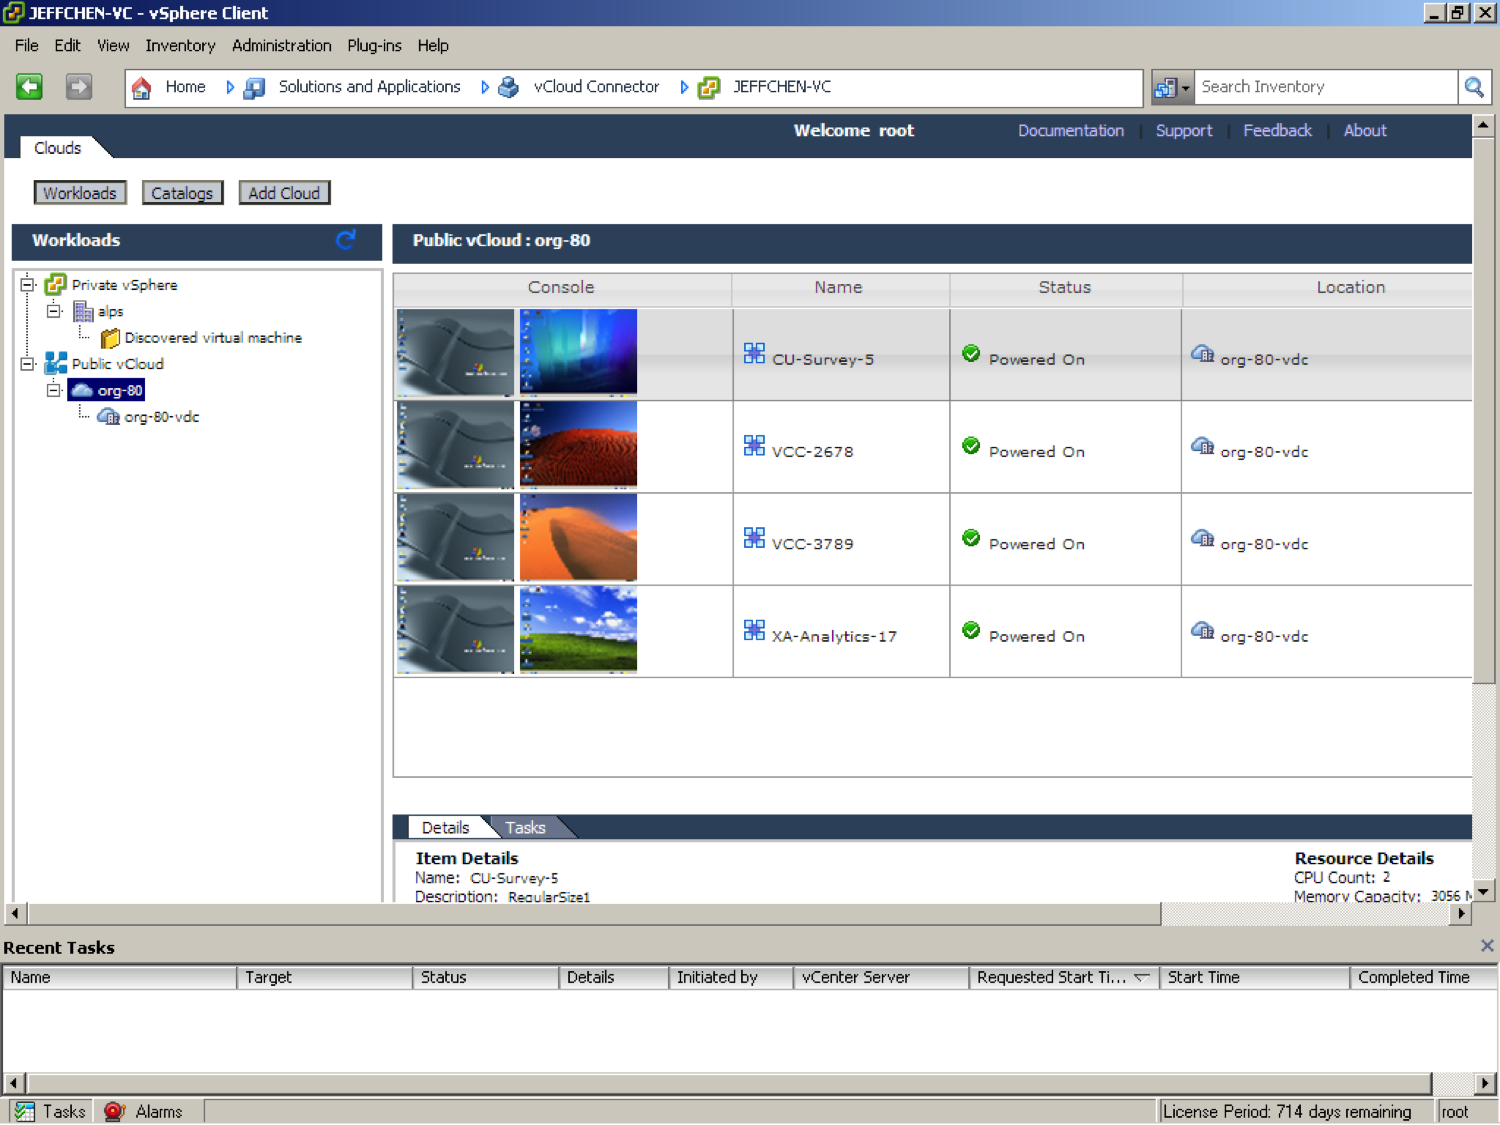 JEFFCHEN-VC - vSphere Client
File Edit View Inventory Administration Plug-ins Help
Home Solutions and Applications vCloud Connector JEFFCHEN-VC Search Inventory
Welcome root Documentation Support Feedback About
Clouds
Workloads Catalogs Add Cloud
Workloads
Public vCloud : org-80
Private vSphere
alps
Discovered virtual machine
Public vCloud
org-80
org-80-vdc
Console Name Status Location
CU-Survey-5 Powered On org-80-vdc
VCC-2678 Powered On org-80-vdc
VCC-3789 Powered On org-80-vdc
XA-Analytics-17 Powered On org-80-vdc
Details Tasks
Item Details Resource Details
Name: CU-Survey-5 CPU Count: 2
Description: RegularSize1 Memory Capacity: 3056 M
Recent Tasks
Name Target Status Details Initiated by vCenter Server Requested Start Ti... Start Time Completed Time
Tasks Alarms License Period: 714 days remaining root